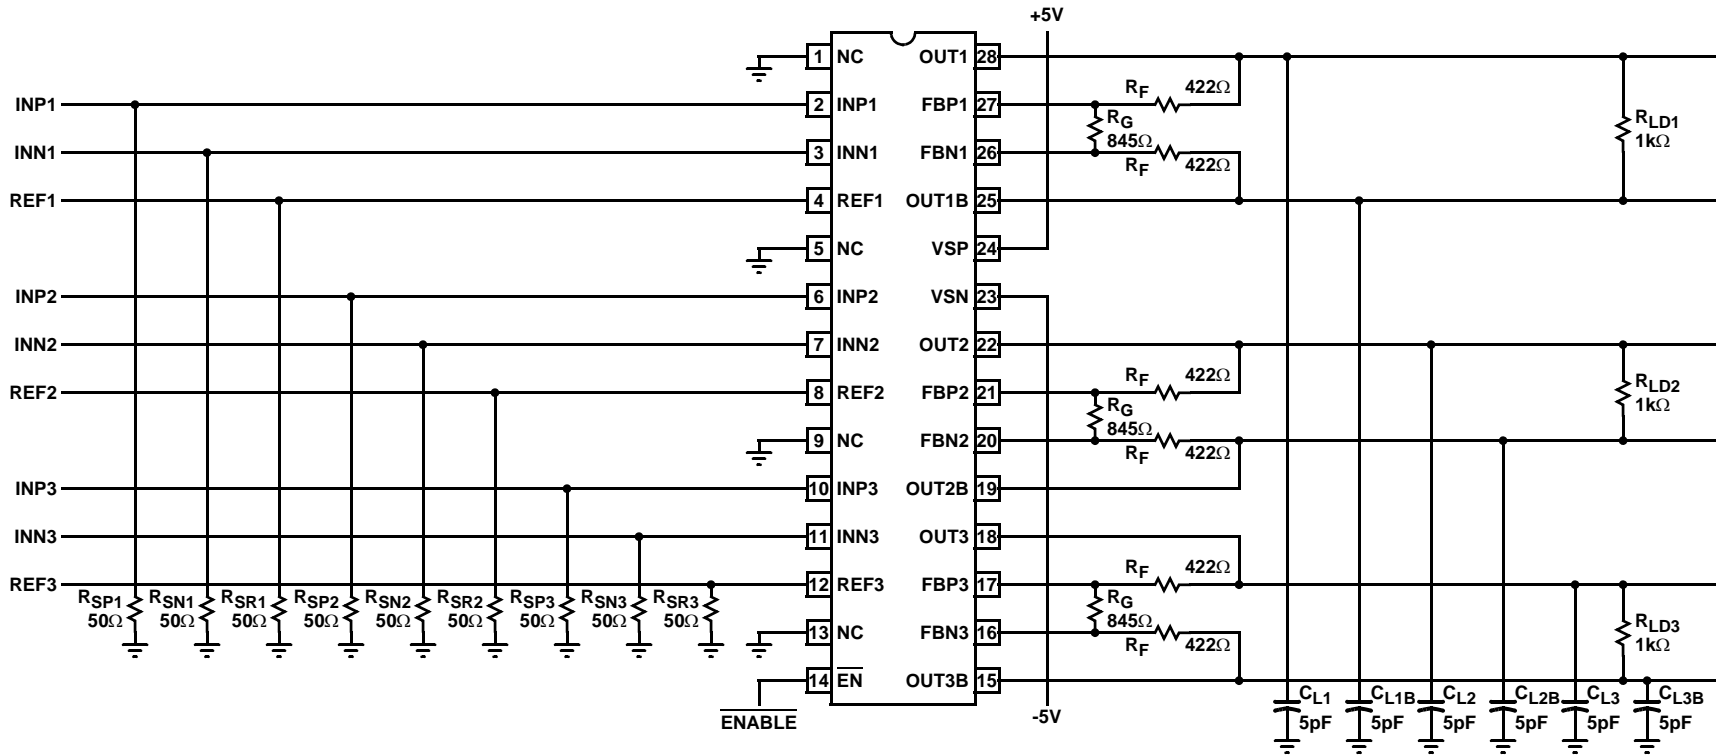 +5V
1 NC OUT1 28
INP1 2 INP1 FBP1 27 RF 422Ω
RG
845Ω
RLD1
1kΩ
INN1 3 INN1 FBN1 26 RF 422Ω
REF1 4 REF1 OUT1B 25
5 NC VSP 24
INP2 6 INP2 VSN 23
INN2 7 INN2 OUT2 22
REF2 8 REF2 FBP2 21 RF 422Ω
RG
845Ω
RLD2
1kΩ
9 NC FBN2 20 RF 422Ω
INP3 10 INP3 OUT2B 19
INN3 11 INN3 OUT3 18
REF3 12 REF3 FBP3 17 RF 422Ω
RG
845Ω
RSP1 RSN1 RSR1 RSP2 RSN2 RSR2 RSP3 RSN3 RSR3
50Ω 50Ω 50Ω 50Ω 50Ω 50Ω 50Ω 50Ω 50Ω
13 NC FBN3 16 RF 422Ω
RLD3
1kΩ
14 EN OUT3B 15
ENABLE
-5V
CL1 CL1B CL2 CL2B CL3 CL3B
5pF 5pF 5pF 5pF 5pF 5pF